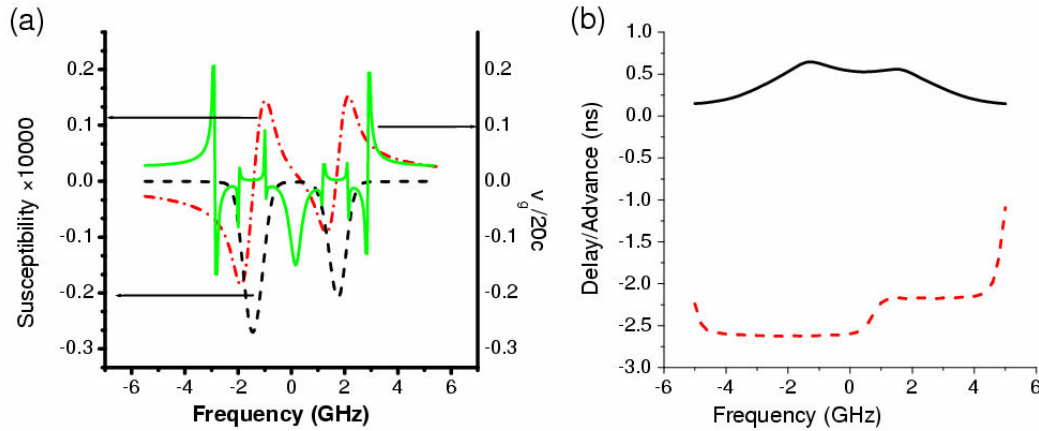 (a)
0.2
0.1
0.0
-0.1
-0.2
-0.3
Susceptibility ×10000
0.2
0.1
0.0
-0.1
-0.2
-0.3
v_g/20c
-6 -4 -2 0 2 4 6
Frequency (GHz)
(b)
1.0
0.5
0.0
-0.5
-1.0
-1.5
-2.0
-2.5
-3.0
Delay/Advance (ns)
-6 -4 -2 0 2 4 6
Frequency (GHz)